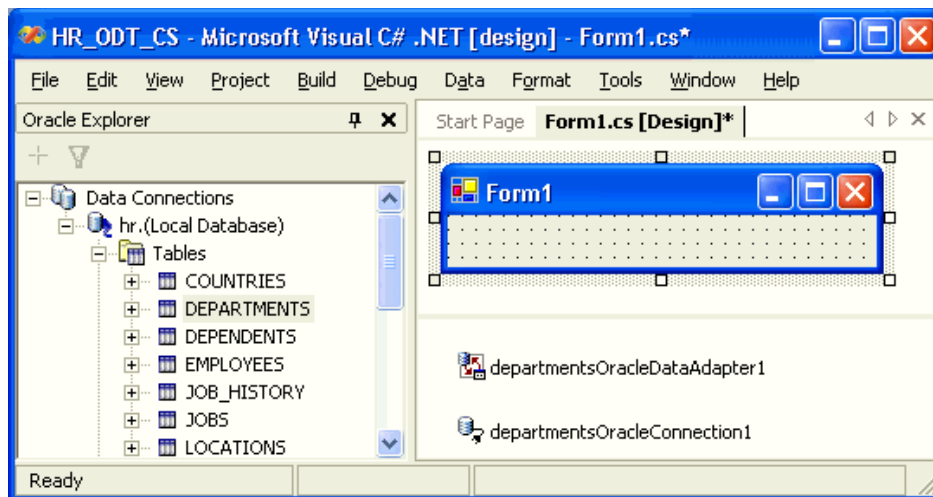 HR_ODT_CS - Microsoft Visual C# .NET [design] - Form1.cs*
File Edit View Project Build Debug Data Format Tools Window Help
Oracle Explorer
Start Page Form1.cs [Design]*
Data Connections
hr.(Local Database)
Tables
COUNTRIES
DEPARTMENTS
DEPENDENTS
EMPLOYEES
JOB_HISTORY
JOBS
LOCATIONS
Form1
departmentsOracleDataAdapter1
departmentsOracleConnection1
Ready